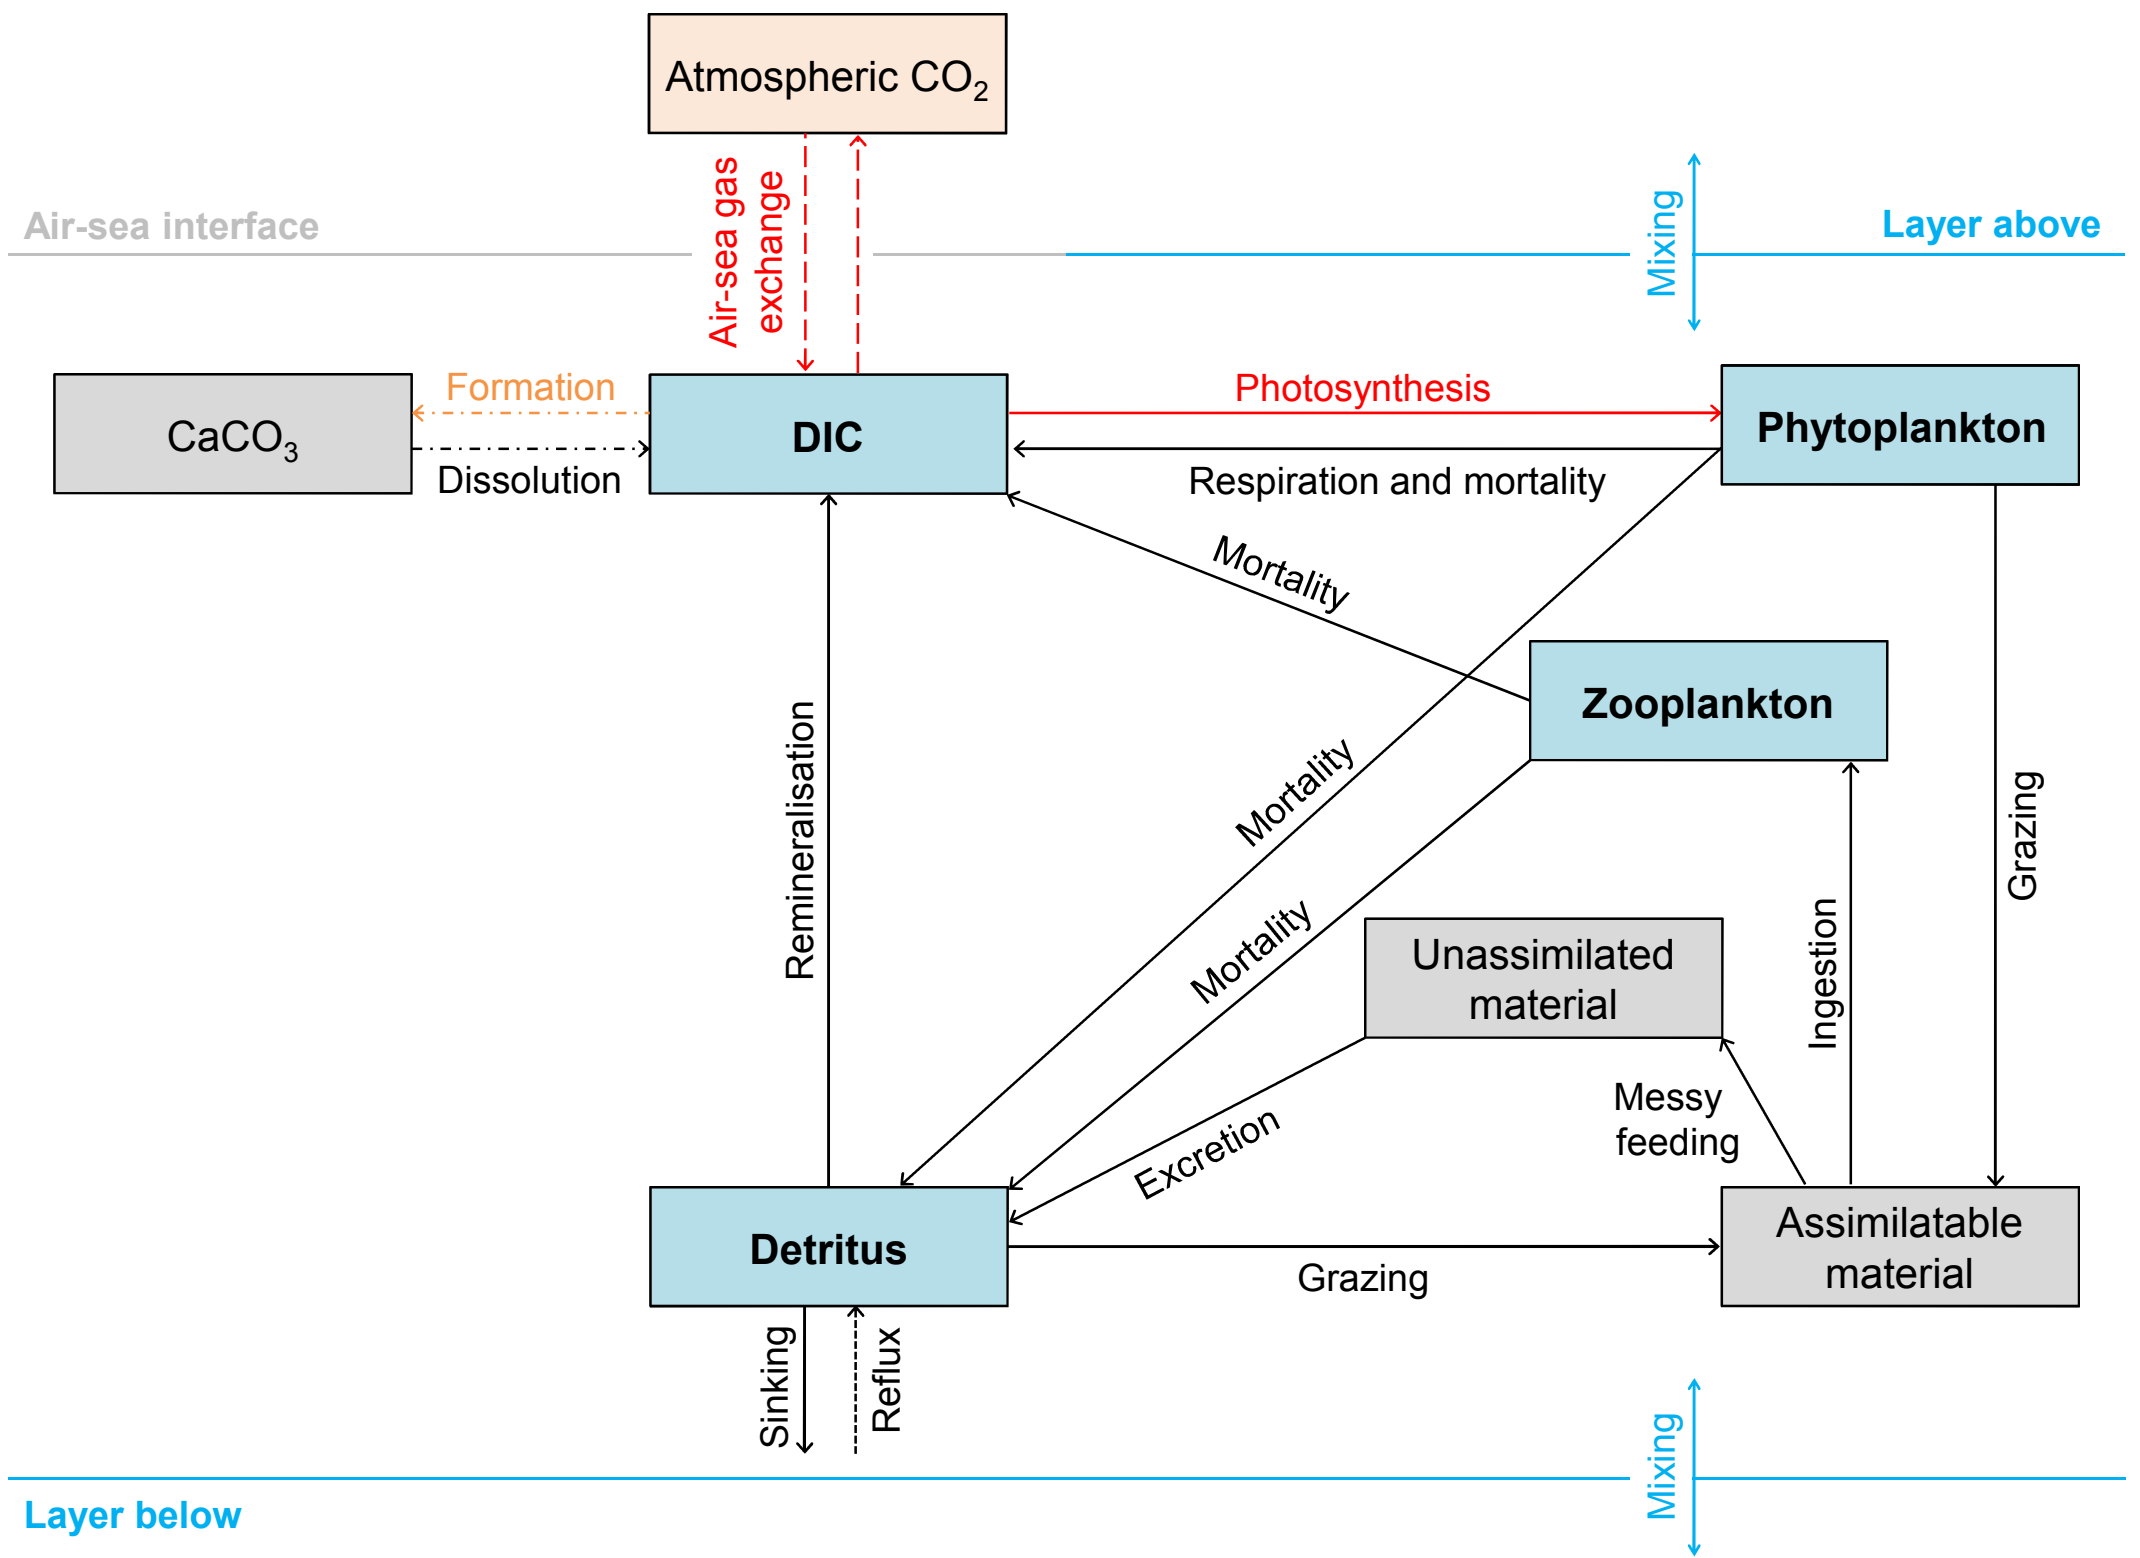 Atmospheric CO₂
Air-sea gas
exchange
Mixing
Air-sea interface
Layer above
CaCO₃
Formation
Dissolution
DIC
Photosynthesis
Respiration and mortality
Phytoplankton
Mortality
Zooplankton
Remineralisation
Mortality
Grazing
Mortality
Unassimilated
material
Ingestion
Messy
feeding
Excretion
Detritus
Grazing
Assimilatable
material
Sinking
Reflux
Mixing
Layer below